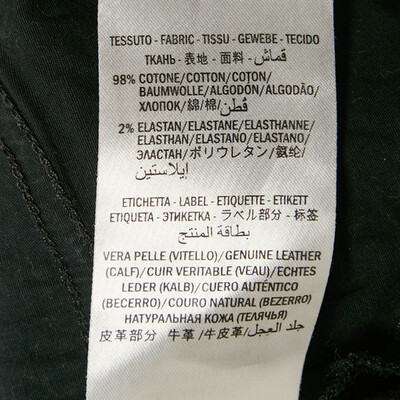 TESSUTO - FABRIC - TISSU - GEWEBE - TECIDO
ТКАНЬ - 表地 - 面料 - قماش
98% COTONE/COTTON/COTON/
BAUMWOLLE/ALGODÓN/ALGODÃO/
ХЛОПОК/綿/棉/قطن
2% ELASTAN/ELASTANE/ELASTHANNE/
ELASTHAN/ELASTANO/ELASTANO/
ЭЛАСТАН/ポリウレタン/氨纶/
إيلاستين
ETICHETTA - LABEL - ETIQUETTE - ETIKETT
ETIQUETA - ЭТИКЕТКА - ラベル部分 - 标签
بطاقة المنتج
VERA PELLE (VITELLO)/GENUINE LEATHER
(CALF)/CUIR VERITABLE (VEAU)/ECHTES
LEDER (KALB)/CUERO AUTÉNTICO
(BECERRO)/COURO NATURAL (BEZERRO)
НАТУРАЛЬНАЯ КОЖА (ТЕЛЯЧЬЯ)
皮革部分 牛革/牛皮革/جلد العجل